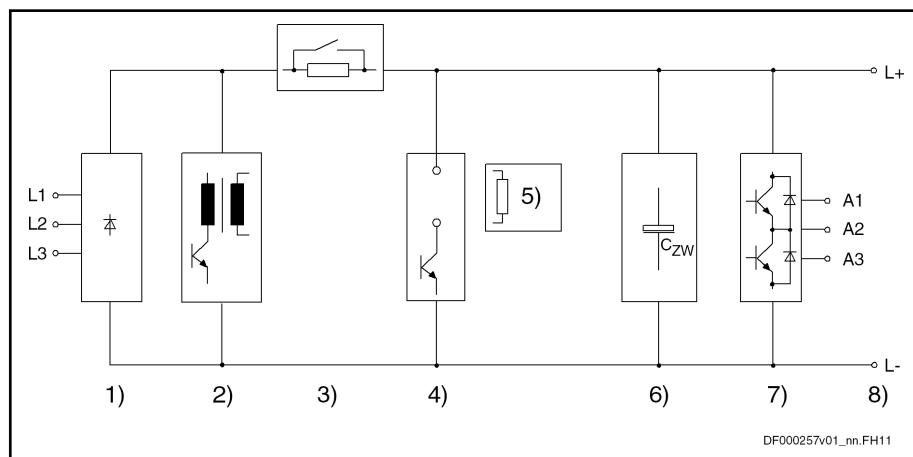 L+
L1
L2
L3
5)
C_ZW
A1
A2
A3
L-
1)
2)
3)
4)
6)
7)
8)
DF000257v01_nn.FH11